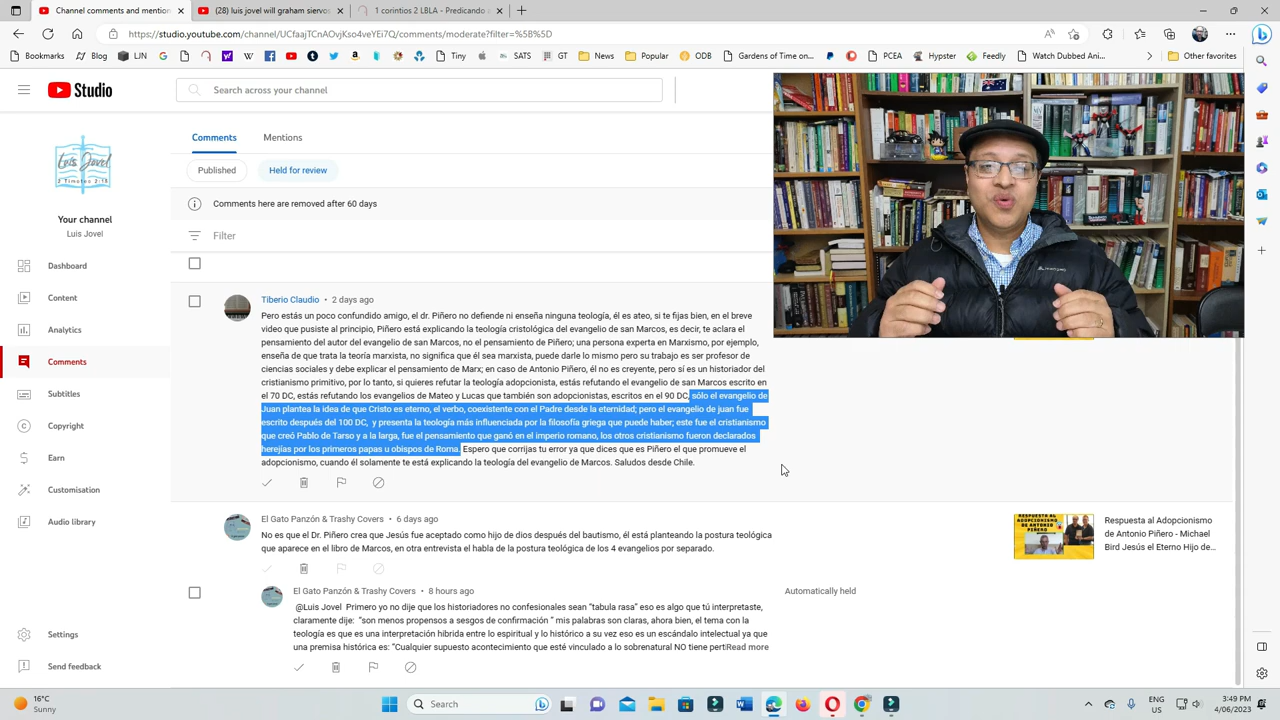 Channel comments and mentions
(28) luis jovel will graham siervos
1 corintios 2 LBLA - Predicando s
https://studio.youtube.com/channel/UCfaajTCnAOvjKso4veYEi7Q/comments/moderate?filter=%5B%5D
Bookmarks
My Blog
LIN
GT
SATS
Tiny
News
Popular
ODB
Gardens of Time on...
PCEA
Hypster
Feedly
Watch Dubbed Ani...
Other favorites
Studio
Search across your channel
Luis Jovel
2 Timoteo 2:15
Your channel
Luis Jovel
Dashboard
Content
Analytics
Comments
Subtitles
Copyright
Earn
Customisation
Audio library
Settings
Send feedback
Comments
Mentions
Published
Held for review
Comments here are removed after 60 days
Filter
Tiberio Claudio • 2 days ago
Pero estás un poco confundido amigo, el dr. Piñero no defiende ni enseña ninguna teología, él es ateo, si te fijas bien, en el breve
video que pusiste al principio, Piñero está explicando la teología cristológica del evangelio de san Marcos, es decir, te aclara el
pensamiento del autor del evangelio de san Marcos, no el pensamiento de Piñero; una persona experta en Marxismo, por ejemplo,
enseña de que trata la teoría marxista, no significa que él sea marxista, puede darle lo mismo pero su trabajo es ser profesor de
ciencias sociales y debe explicar el pensamiento de Marx; en caso de Antonio Piñero, él no es creyente, pero sí es un historiador del
cristianismo primitivo, por lo tanto, si quieres refutar la teología adopcionista, estás refutando el evangelio de san Marcos escrito en
el 70 DC, estás refutando los evangelios de Mateo y Lucas que también son adopcionistas, escritos en el 90 DC, sólo el evangelio de
Juan plantea la idea de que Cristo es eterno, el verbo, coexistente con el Padre desde la eternidad; pero el evangelio de juan fue
escrito después del 100 DC, y presenta la teología más influenciada por la filosofía griega que puede haber; este fue el cristianismo
que creó Pablo de Tarso y a la larga, fue el pensamiento que ganó en el imperio romano, los otros cristianismo fueron declarados
herejías por los primeros papas u obispos de Roma. Espero que corrijas tu error ya que dices que es Piñero el que promueve el
adopcionismo, cuando él solamente te está explicando la teología del evangelio de Marcos. Saludos desde Chile.
El Gato Panzón & Trashy Covers • 6 days ago
No es que el Dr. Piñero crea que Jesús fue aceptado como hijo de dios después del bautismo, él está planteando la postura teológica
que aparece en el libro de Marcos, en otra entrevista el habla de la postura teológica de los 4 evangelios por separado.
RESPUESTA AL
ADOPCIONISMO
DE ANTONIO
PIÑERO
Respuesta al Adopcionismo
de Antonio Piñero - Michael
Bird Jesús el Eterno Hijo de...
El Gato Panzón & Trashy Covers • 8 hours ago
Automatically held
@Luis Jovel Primero yo no dije que los historiadores no confesionales sean “tabula rasa” eso es algo que tú interpretaste,
claramente dije: “son menos propensos a sesgos de confirmación ” mis palabras son claras, ahora bien, el tema con la
teología es que es una interpretación hibrida entre lo espiritual y lo histórico a su vez eso es un escándalo intelectual ya que
una premisa histórica es: “Cualquier supuesto acontecimiento que esté vinculado a lo sobrenatural NO tiene perti Read more
16°C
Sunny
Search
ENG
US
3:49 PM
4/06/2023